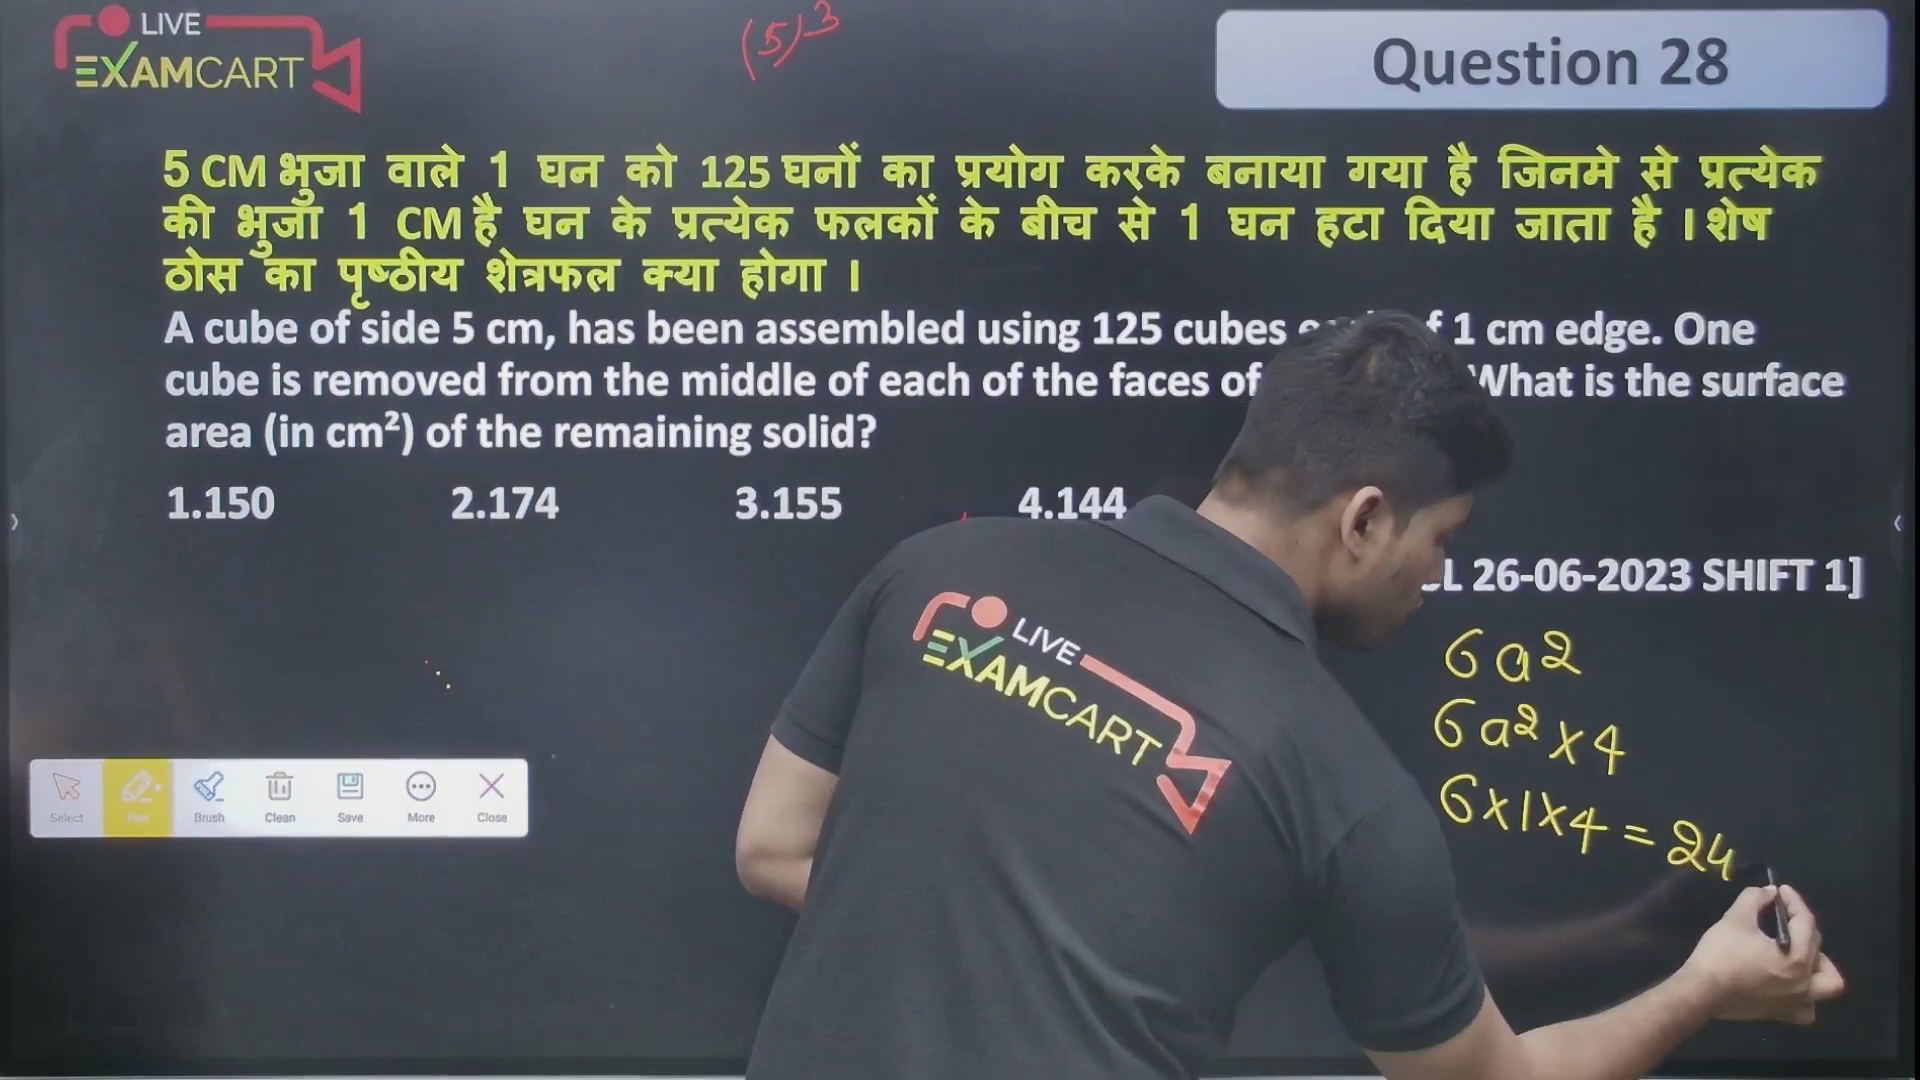 LIVE
EXAMCART
(5)3
Question 28
5 CM भुजा वाले 1 घन को 125 घनों का प्रयोग करके बनाया गया है जिनमे से प्रत्येक
की भुजा 1 CM है घन के प्रत्येक फलकों के बीच से 1 घन हटा दिया जाता है । शेष
ठोस का पृष्ठीय शेत्रफल क्या होगा ।
A cube of side 5 cm, has been assembled using 125 cubes 1 cm edge. One
cube is removed from the middle of each of the faces of What is the surface
area (in cm²) of the remaining solid?
1.150 2.174 3.155 4.144
26-06-2023 SHIFT 1]
LIVE
EXAMCART
6a2
6a2 x 4
6x1x4 = 24
Select Pen Brush Clean Save More Close